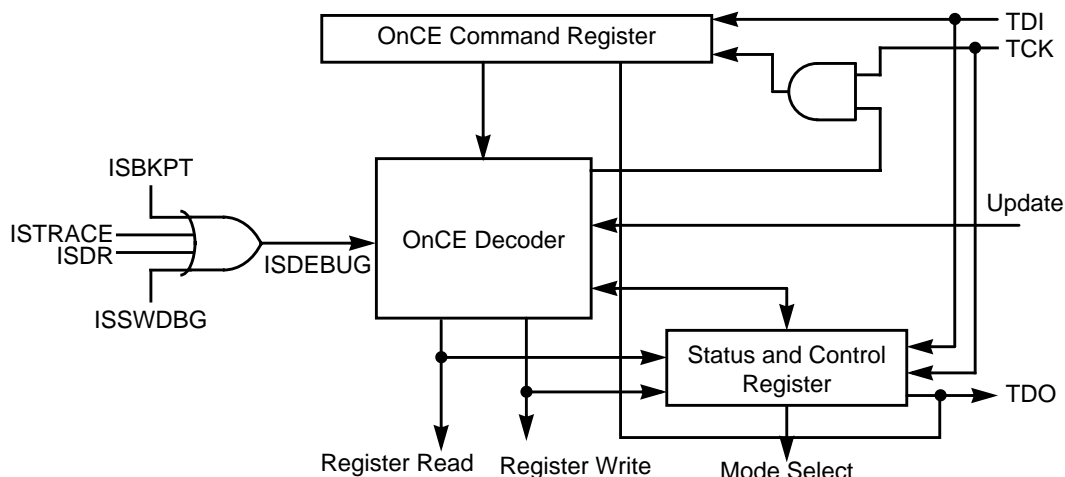 OnCE Command Register
TDI
TCK
ISBKPT
ISTRACE
ISDR
ISSWDBG
ISDEBUG
OnCE Decoder
Update
Status and Control
Register
TDO
Register Read
Register Write
Mode Select